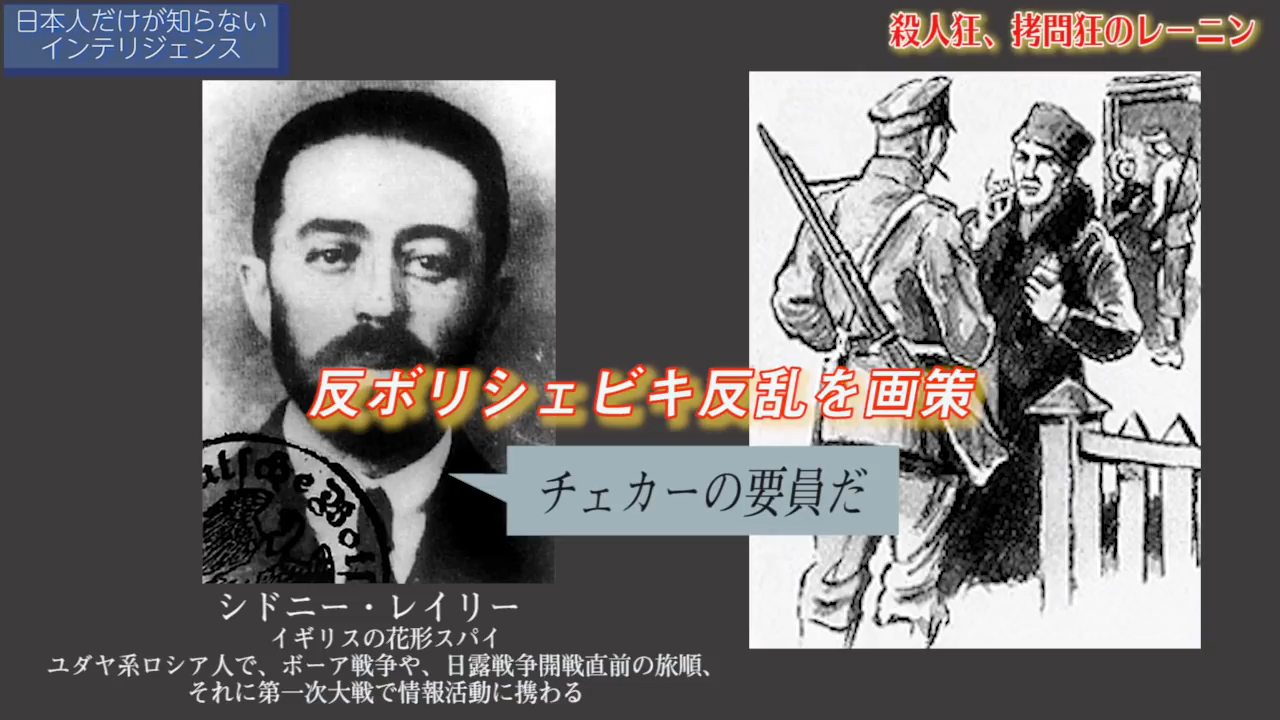 日本人だけが知らない
インテリジェンス
殺人狂、拷問狂のレーニン
反ボリシェビキ反乱を画策
チェカーの要員だ
シドニー・レイリー
イギリスの花形スパイ
ユダヤ系ロシア人で、ボーア戦争や、日露戦争開戦直前の旅順、
それに第一次大戦で情報活動に携わる